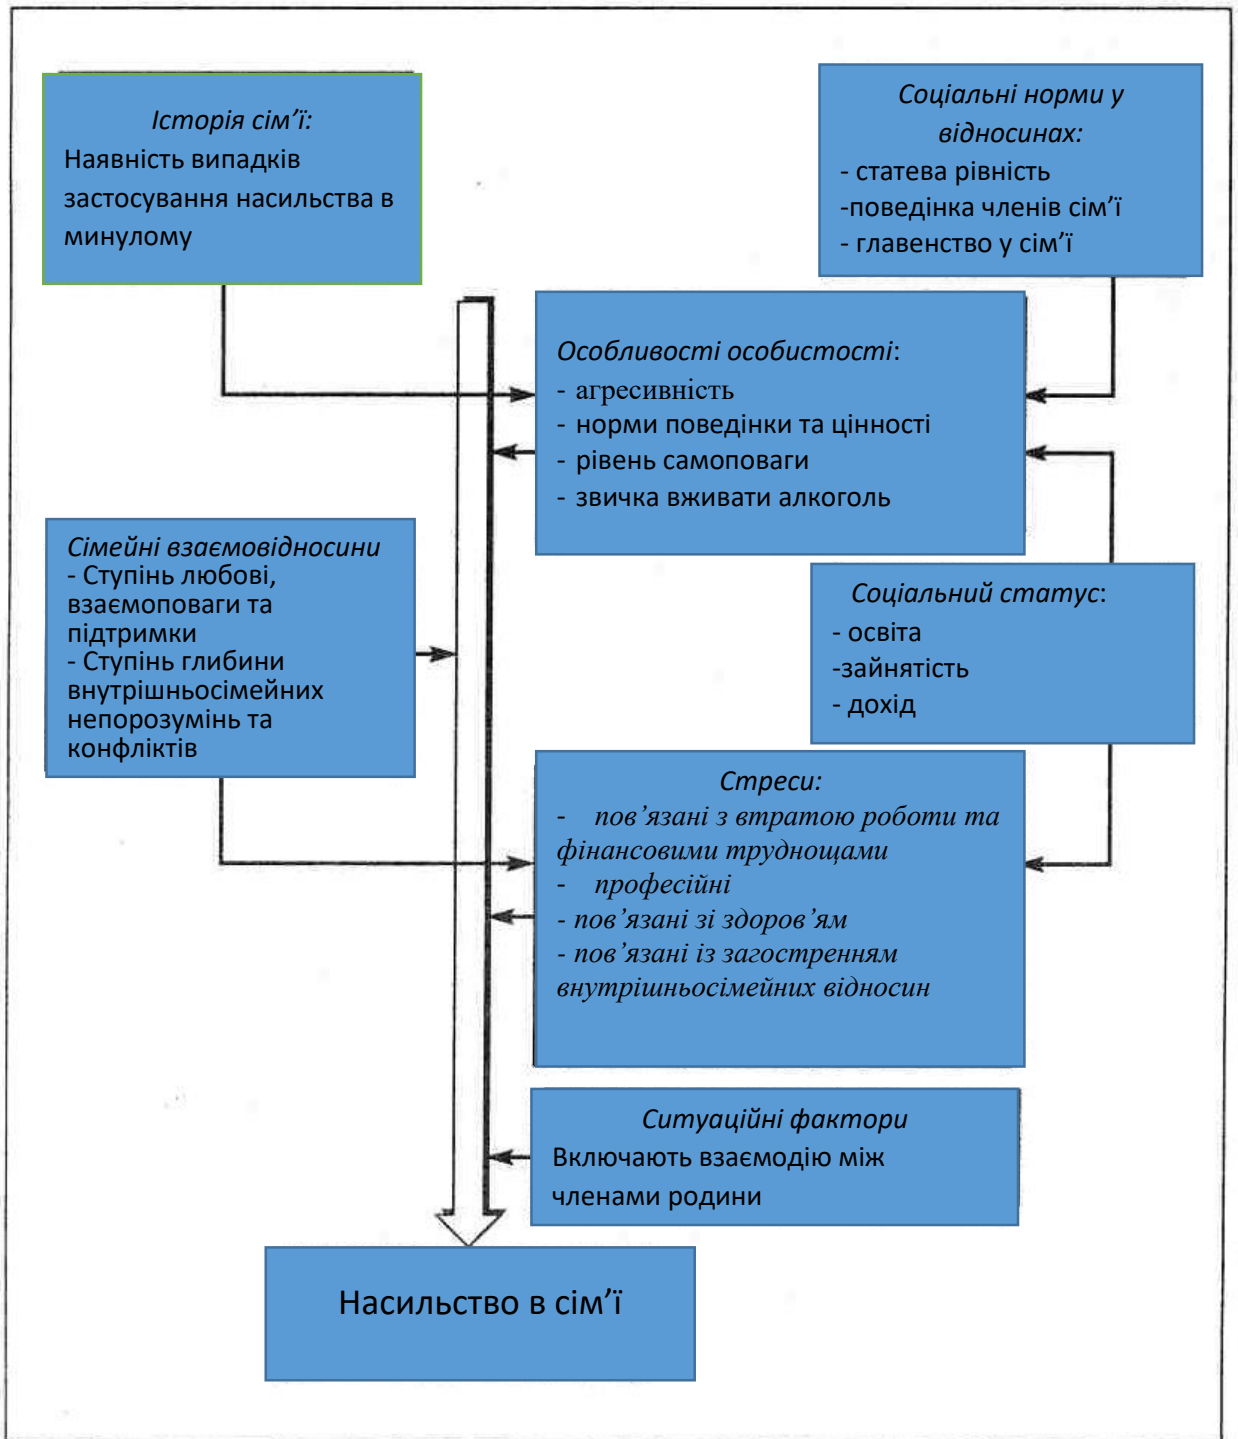 Історія сім’ї:
Наявність випадків
застосування насильства в
минулому
Соціальні норми у
відносинах:
- статева рівність
-поведінка членів сім’ї
- главенство у сім’ї
Особливості особистості:
- агресивність
- норми поведінки та цінності
- рівень самоповаги
- звичка вживати алкоголь
Сімейні взаємовідносини
- Ступінь любові,
взаємоповаги та
підтримки
- Ступінь глибини
внутрішньосімейних
непорозумінь та
конфліктів
Соціальний статус:
- освіта
-зайнятість
- дохід
Стреси:
- пов’язані з втратою роботи та
фінансовими труднощами
- професійні
- пов’язані зі здоров’ям
- пов’язані із загостренням
внутрішньосімейних відносин
Ситуаційні фактори
Включають взаємодію між
членами родини
Насильство в сім’ї